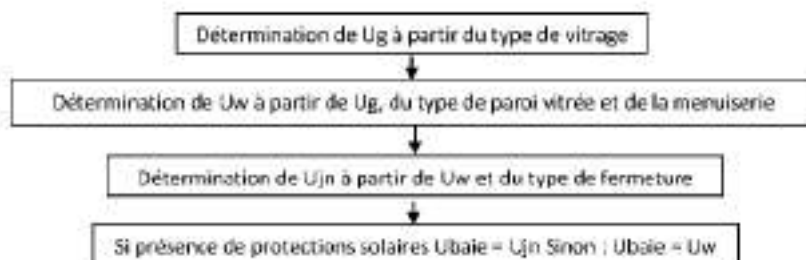 Détermination de Ug à partir du type de vitrage
Détermination de Uw à partir de Ug, du type de paroi vitrée et de la menuiserie
Détermination de Ujn à partir de Uw et du type de fermeture
Si présence de protections solaires Ubaie = Ujn Sinon : Ubaie = Uw